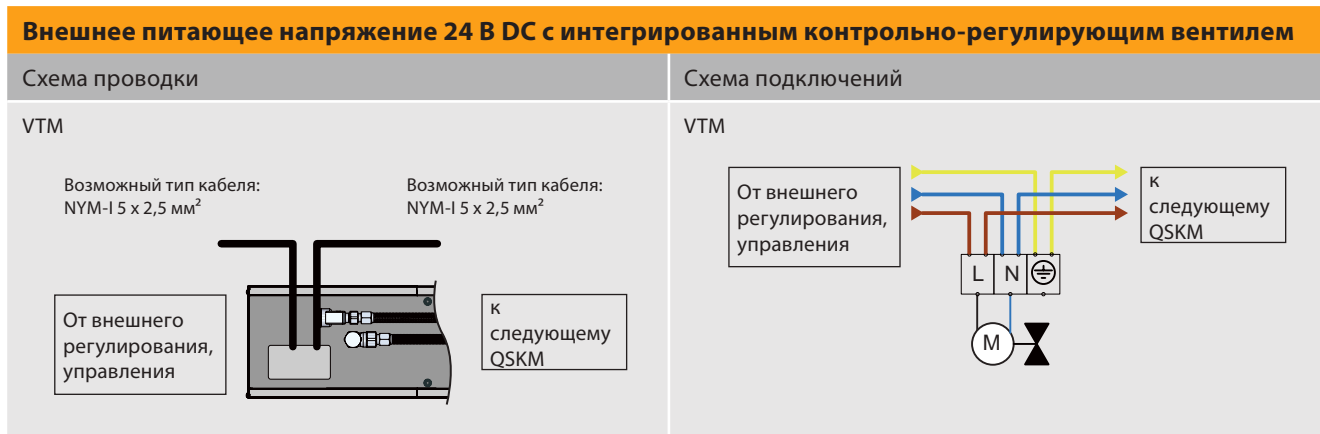 Внешнее питающее напряжение 24 В DC с интегрированным контрольно-регулирующим вентилем
Схема проводки
Схема подключений
VTM
Возможный тип кабеля:
NYM-I 5 x 2,5 мм²
Возможный тип кабеля:
NYM-I 5 x 2,5 мм²
От внешнего
регулирования,
управления
к
следующему
QSKM
VTM
От внешнего
регулирования,
управления
к
следующему
QSKM
L N
M